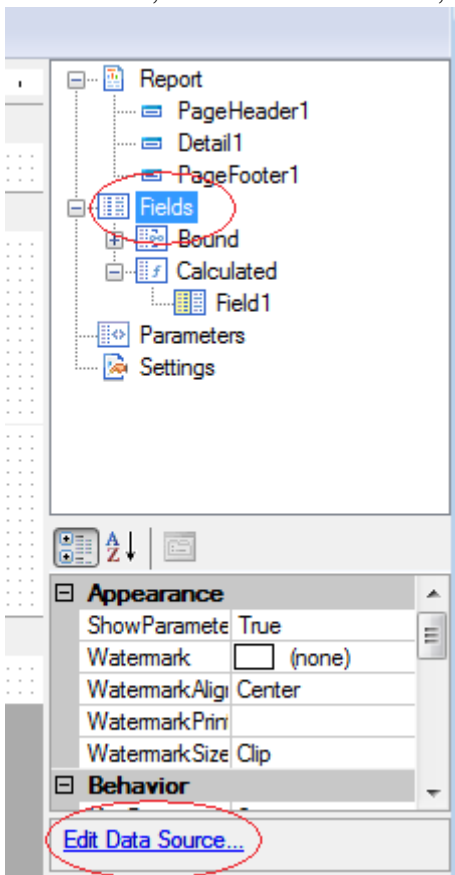 Report
PageHeader1
Detail1
PageFooter1
Fields
Bound
Calculated
Field1
Parameters
Settings
Appearance
ShowParamete True
Watermark (none)
WatermarkAlig Center
WatermarkPrin
WatermarkSize Clip
Behavior
Edit Data Source...